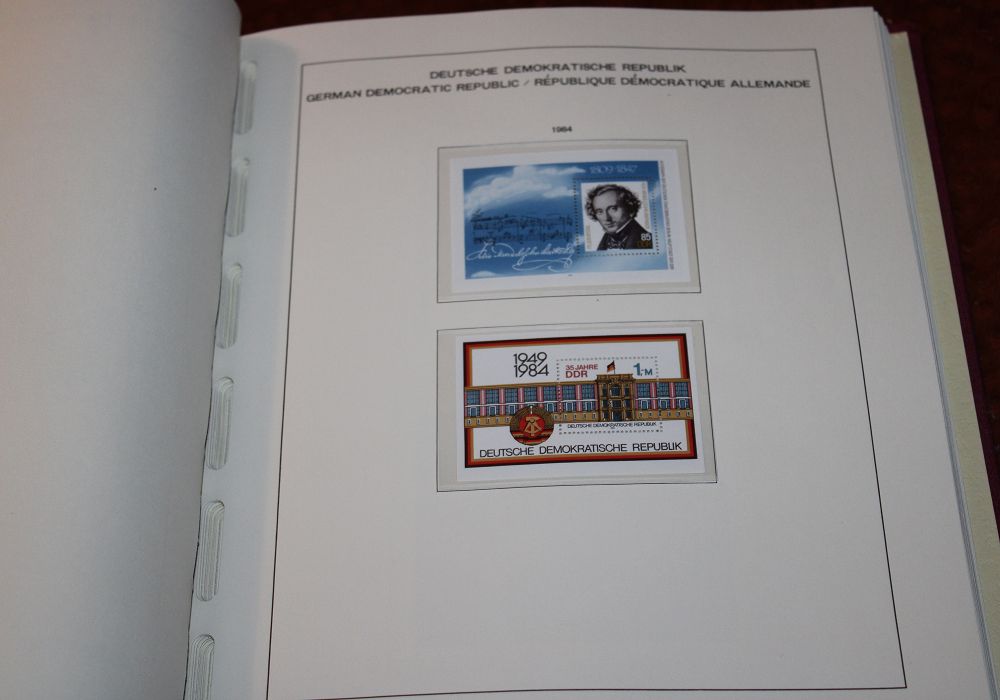 DEUTSCHE DEMOKRATISCHE REPUBLIK
GERMAN DEMOCRATIC REPUBLIC / RÉPUBLIQUE DÉMOCRATIQUE ALLEMANDE
1984
1809-1847
85
1949
1984
35 JAHRE
DDR
1,-M
DEUTSCHE DEMOKRATISCHE REPUBLIK
DEUTSCHE DEMOKRATISCHE REPUBLIK